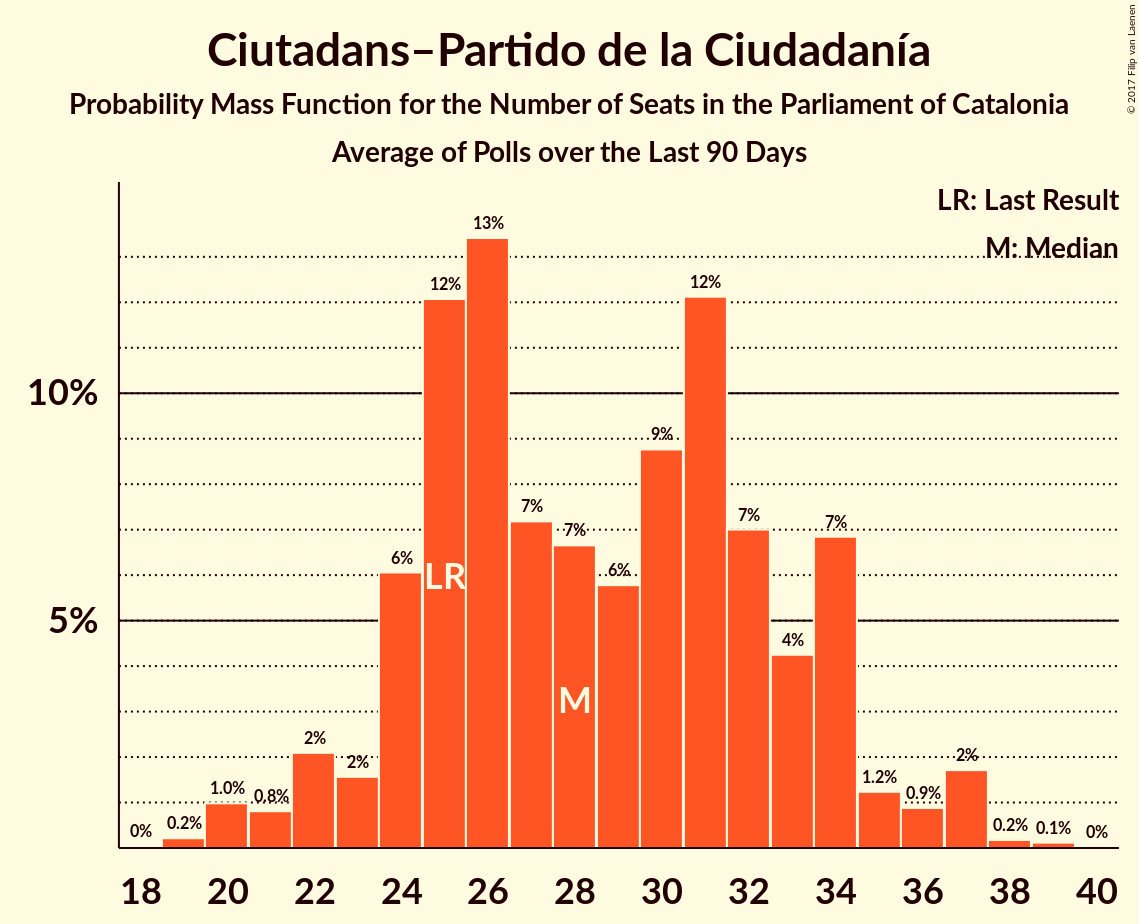 Ciutadans–Partido de la Ciudadanía
Probability Mass Function for the Number of Seats in the Parliament of Catalonia
Average of Polls over the Last 90 Days
© 2017 Filip van Laenen
LR: Last Result
M: Median
10%
5%
0%
0.2%
1.0%
0.8%
2%
2%
6%
12%
13%
7%
7%
6%
9%
12%
7%
4%
7%
1.2%
0.9%
2%
0.2%
0.1%
0%
LR
M
18 20 22 24 26 28 30 32 34 36 38 40